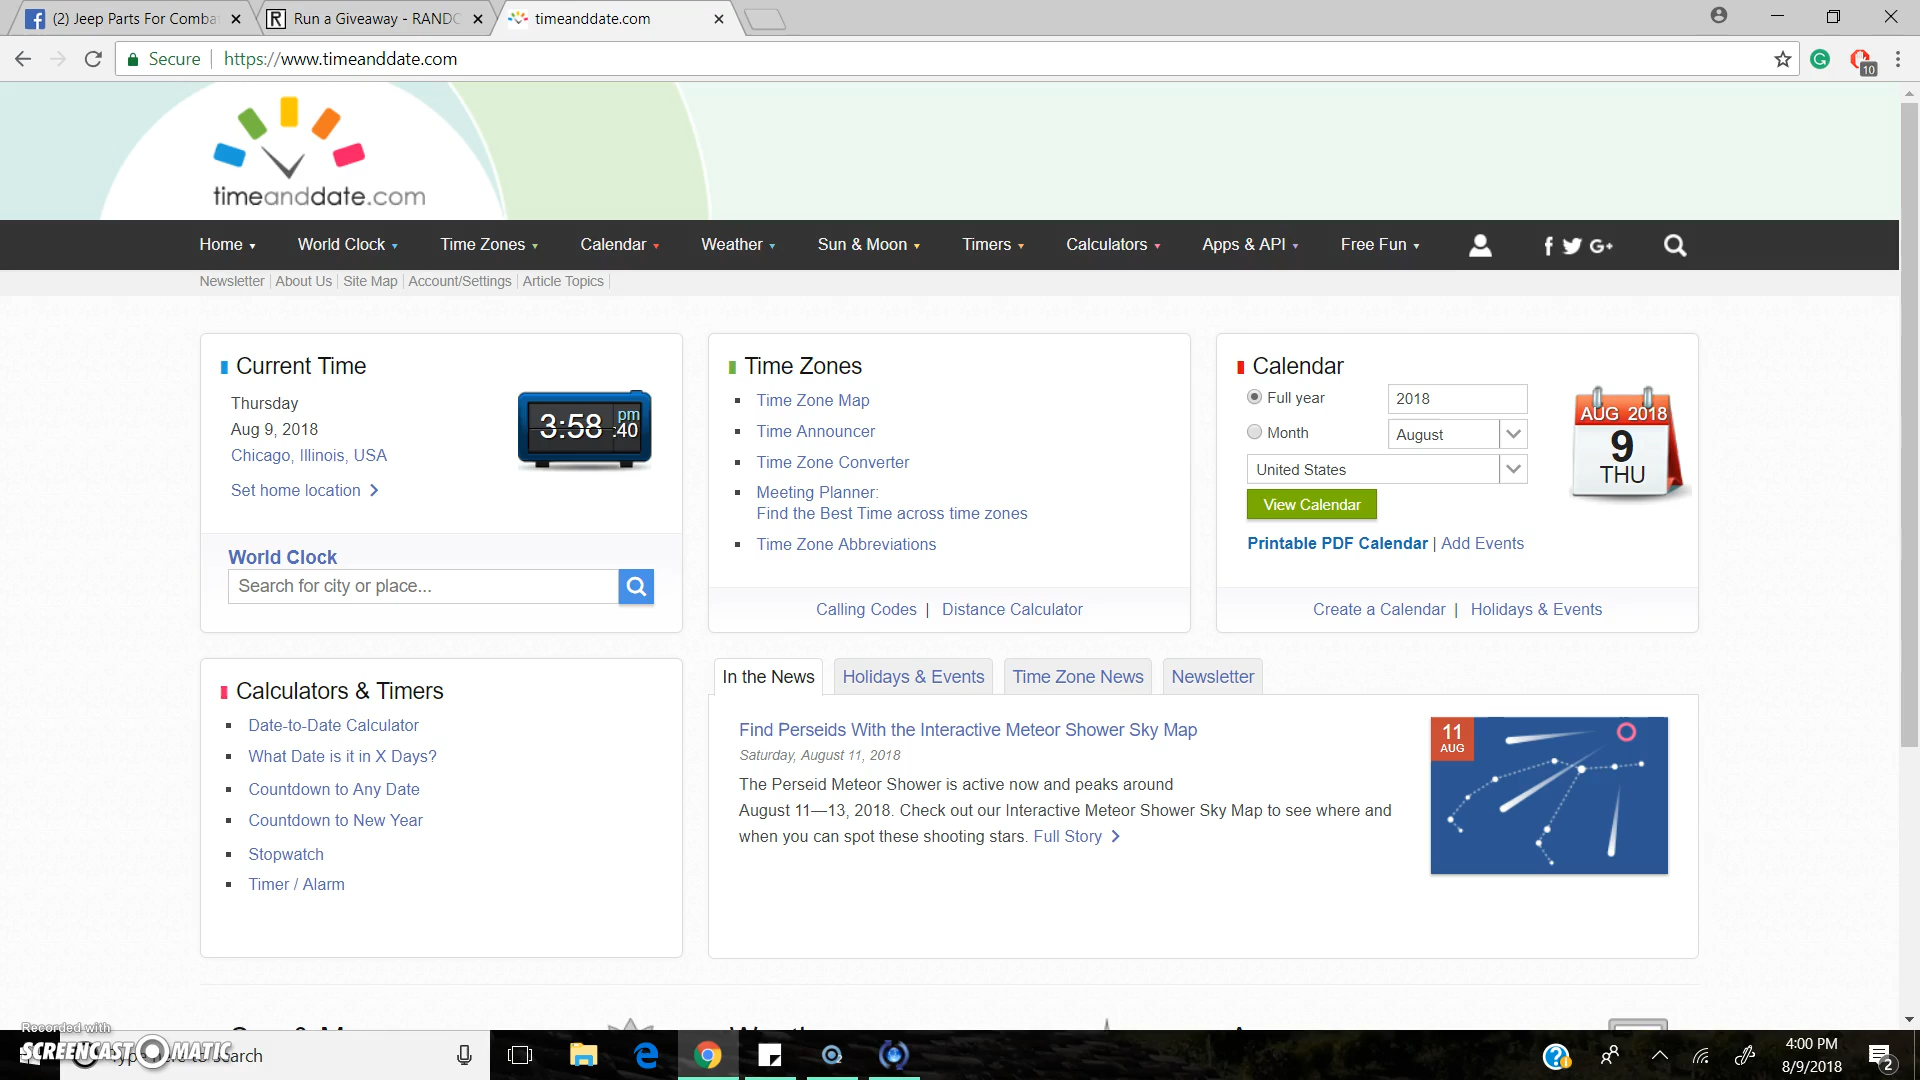 (2) Jeep Parts For Comba
Run a Giveaway - RANDO
timeanddate.com
Secure
https://www.timeanddate.com
10
timeanddate.com
Home
World Clock
Time Zones
Calendar
Weather
Sun & Moon
Timers
Calculators
Apps & API
Free Fun
Newsletter | About Us | Site Map | Account/Settings | Article Topics |
Current Time
Thursday
Aug 9, 2018
Chicago, Illinois, USA
Set home location
3:58 pm :40
World Clock
Search for city or place...
Time Zones
Time Zone Map
Time Announcer
Time Zone Converter
Meeting Planner:
Find the Best Time across time zones
Time Zone Abbreviations
Calling Codes | Distance Calculator
Calendar
Full year
2018
Month
August
United States
View Calendar
AUG 2018
9
THU
Printable PDF Calendar | Add Events
Create a Calendar | Holidays & Events
Calculators & Timers
Date-to-Date Calculator
What Date is it in X Days?
Countdown to Any Date
Countdown to New Year
Stopwatch
Timer / Alarm
In the News
Holidays & Events
Time Zone News
Newsletter
Find Perseids With the Interactive Meteor Shower Sky Map
Saturday, August 11, 2018
The Perseid Meteor Shower is active now and peaks around
August 11—13, 2018. Check out our Interactive Meteor Shower Sky Map to see where and
when you can spot these shooting stars. Full Story
11
AUG
Recorded with
SCREENCAST-O-MATIC
Type here to search
4:00 PM
8/9/2018
2